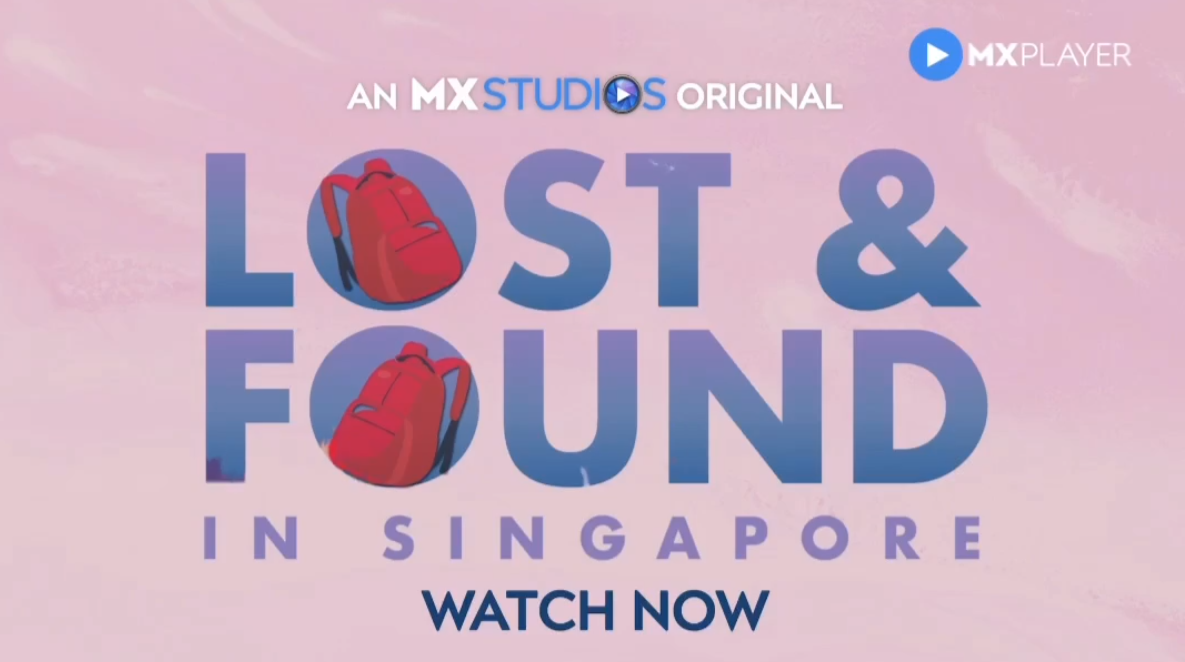 MXPLAYER
AN MXSTUDIOS ORIGINAL
LOST &
FOUND
IN SINGAPORE
WATCH NOW